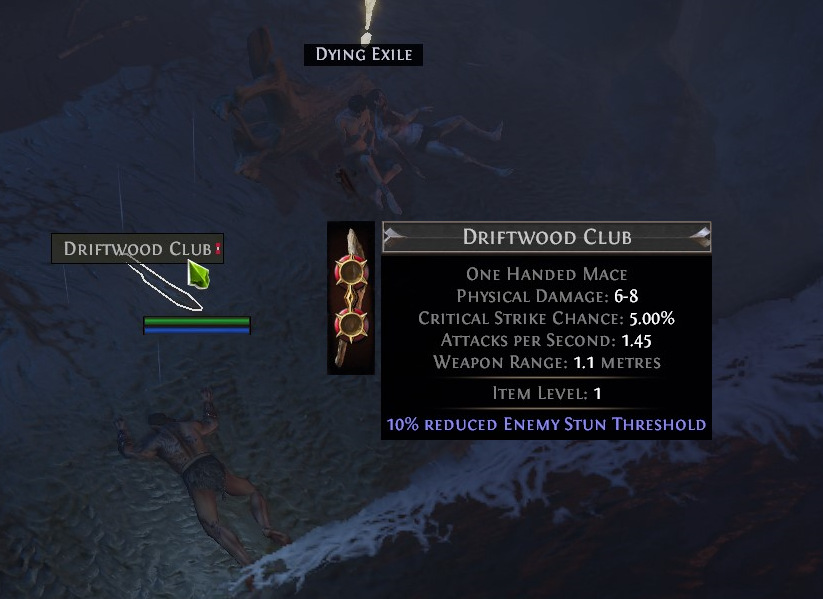 Dying Exile
Driftwood Club
Driftwood Club
One Handed Mace
Physical Damage: 6-8
Critical Strike Chance: 5.00%
Attacks per Second: 1.45
Weapon Range: 1.1 metres
Item Level: 1
10% reduced Enemy Stun Threshold